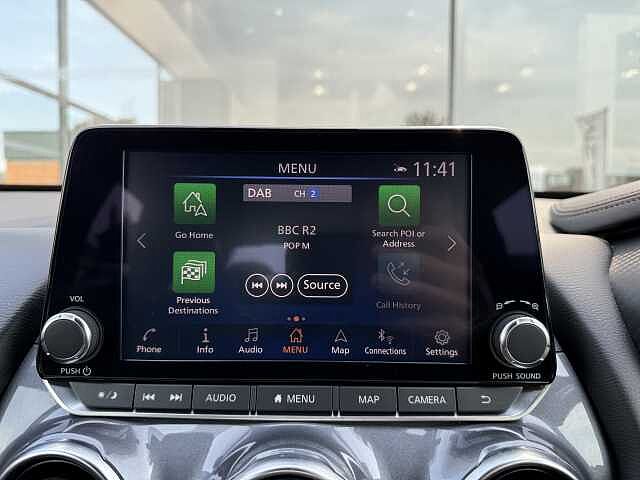 MENU
11:41
DAB CH 2
Go Home
BBC R2
POP M
Search POI or
Address
Previous
Destinations
Source
Call History
VOL
PUSH
Phone
Info
Audio
MENU
Map
Connections
Settings
PUSH SOUND
AUDIO
MENU
MAP
CAMERA